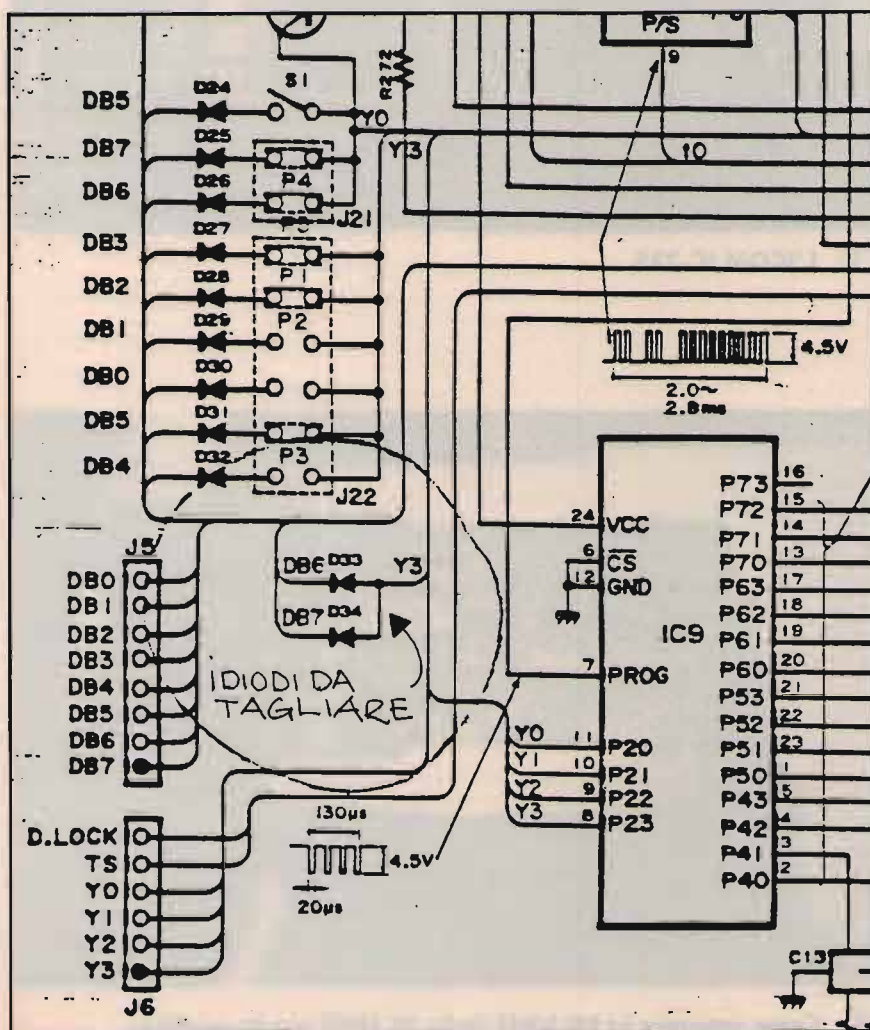 P/S
9
R272
S1
DB5 D24
Y0
DB7 D25
Y3
10
P4
DB6 D26
J21
DB3 D27
P1
DB2 D28
P2
DB1 D29
4.5V
DB0 D30
2.0~
2.8ms
DB5 D31
P3
DB4 D32
J22
P73 16
P72 15
24 VCC
P71 14
J5
6 CS
P70 13
DB6 D33 Y3
DB0
12 GND
P63 17
DB1
P62 18
DB7 D34
DB2
IC9
P61 19
DB3
P60 20
7 PROG
DB4
I DIODI DA
P53 21
TAGLIARE
DB5
P52 22
DB6
Y0 11 P20
P51 23
DB7
Y1 10 P21
P50 1
Y2 9 P22
P43 5
130μs
Y3 8 P23
P42 4
D.LOCK
P41 3
TS
4.5V
P40 2
Y0
20μs
Y1
Y2
C13
Y3
J6